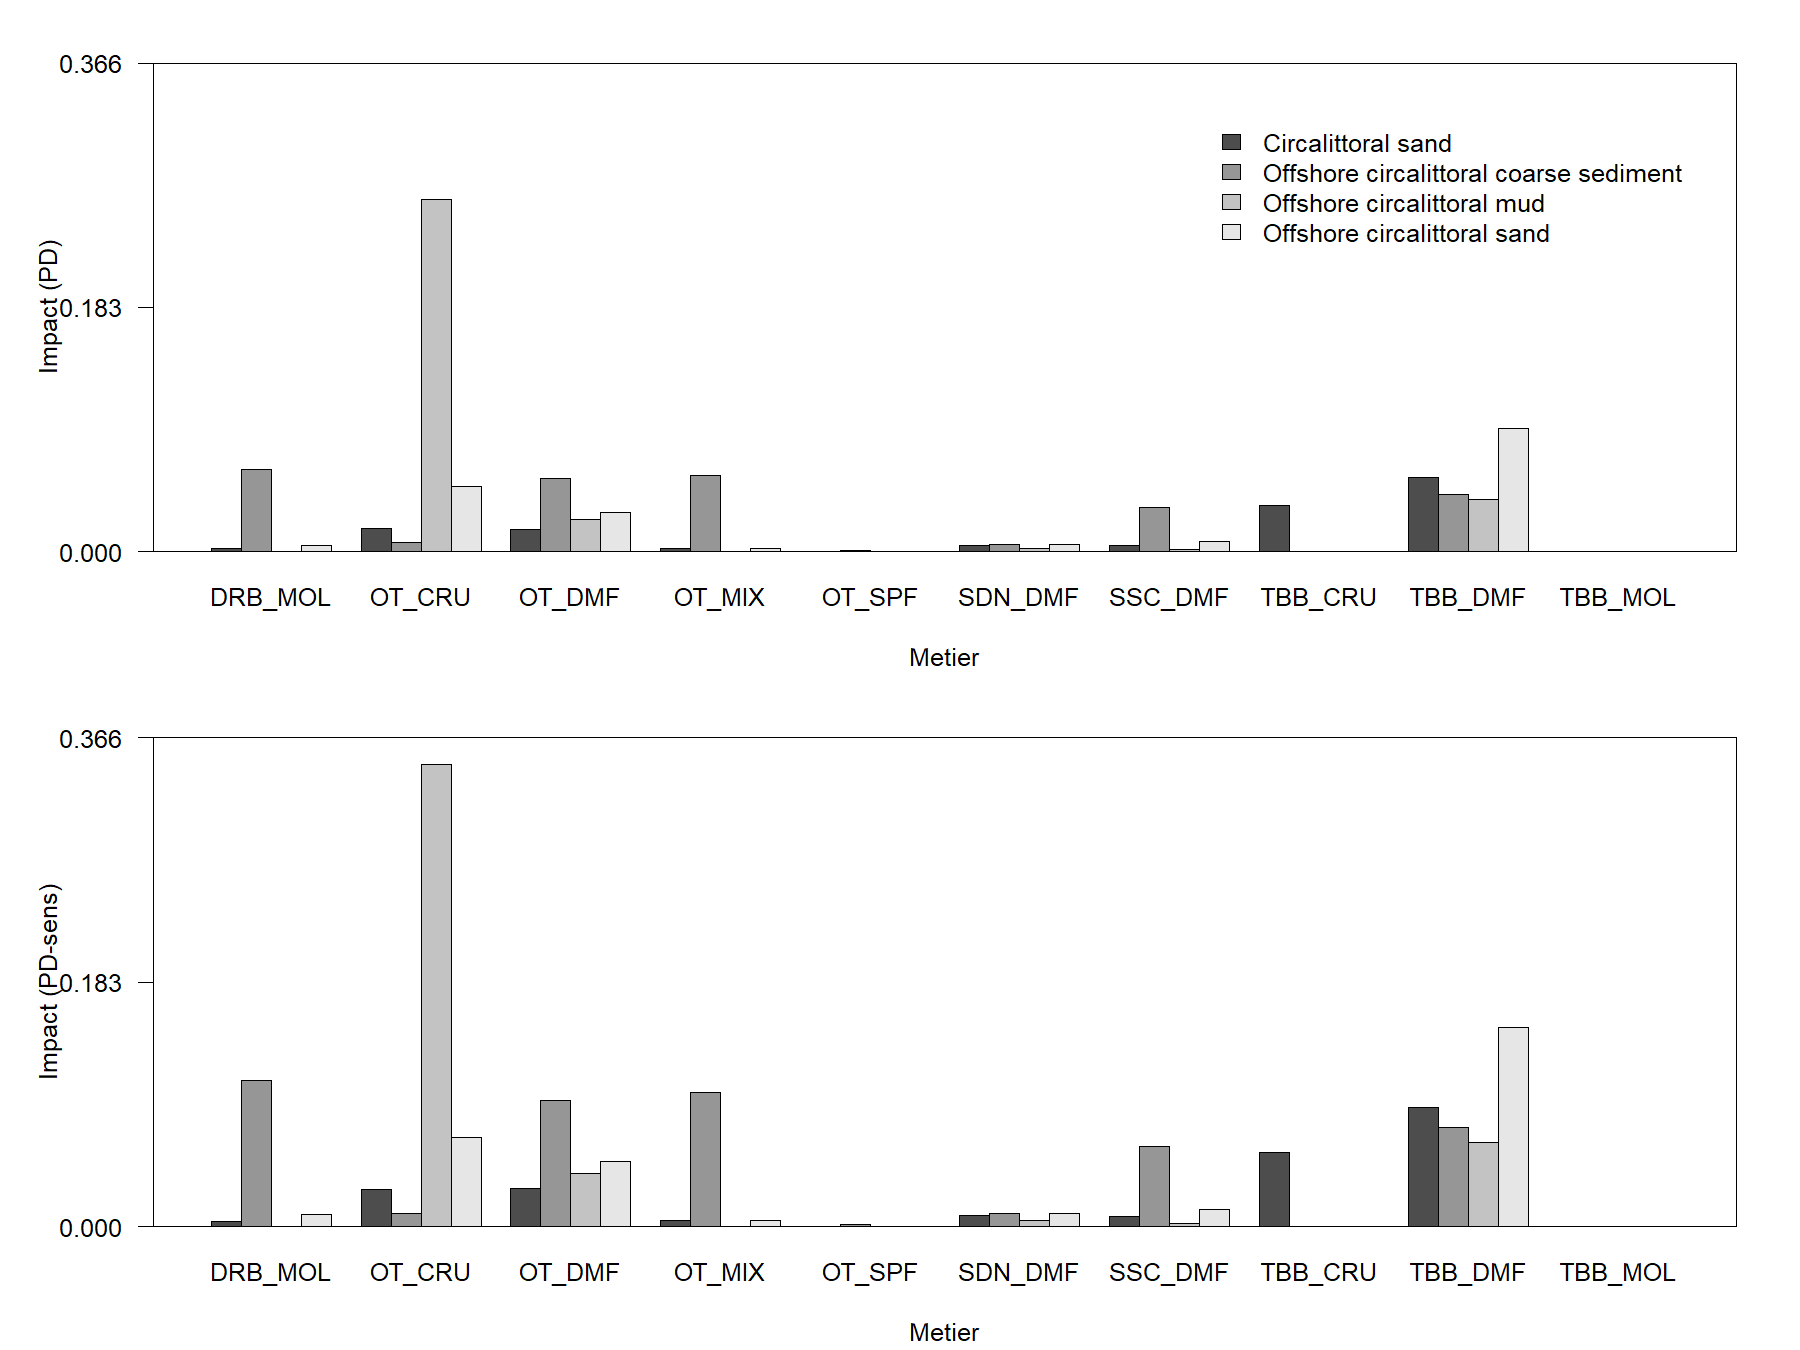 0.366
0.183
0.000
Impact (PD)
Circalittoral sand
Offshore circalittoral coarse sediment
Offshore circalittoral mud
Offshore circalittoral sand
DRB_MOL OT_CRU OT_DMF OT_MIX OT_SPF SDN_DMF SSC_DMF TBB_CRU TBB_DMF TBB_MOL
Metier
0.366
0.183
0.000
Impact (PD-sens)
DRB_MOL OT_CRU OT_DMF OT_MIX OT_SPF SDN_DMF SSC_DMF TBB_CRU TBB_DMF TBB_MOL
Metier